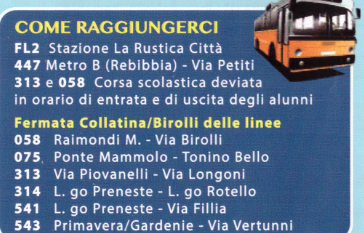 COME RAGGIUNGERCI
FL2 Stazione La Rustica Città
447 Metro B (Rebibbia) - Via Petiti
313 e 058 Corsa scolastica deviata
in orario di entrata e di uscita degli alunni
Fermata Collatina/Birolli delle linee
058 Raimondi M. - Via Birolli
075 Ponte Mammolo - Tonino Bello
313 Via Piovanelli - Via Longoni
314 L. go Preneste - L. go Rotello
541 L. go Preneste - Via Fillia
543 Primavera/Gardenie - Via Vertunni